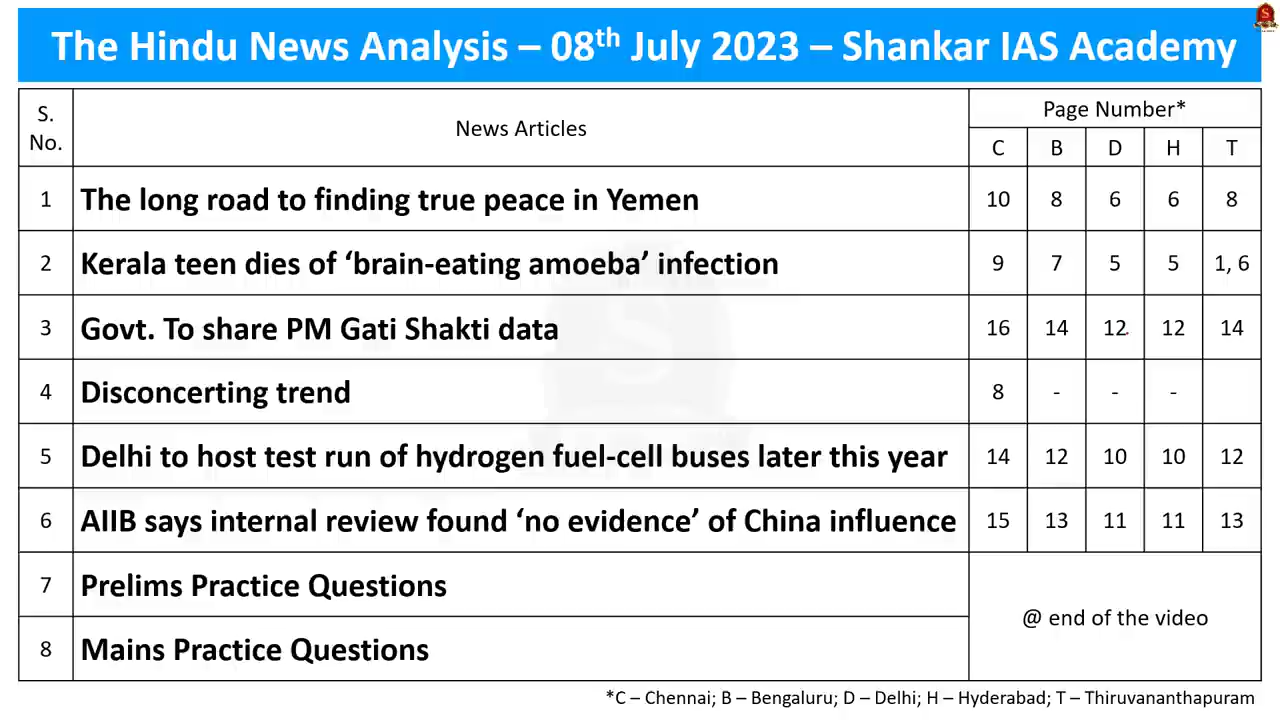 The Hindu News Analysis – 08th July 2023 – Shankar IAS Academy
S. No. News Articles Page Number*
C B D H T
1 The long road to finding true peace in Yemen 10 8 6 6 8
2 Kerala teen dies of ‘brain-eating amoeba’ infection 9 7 5 5 1, 6
3 Govt. To share PM Gati Shakti data 16 14 12 12 14
4 Disconcerting trend 8 - - -
5 Delhi to host test run of hydrogen fuel-cell buses later this year 14 12 10 10 12
6 AIIB says internal review found ‘no evidence’ of China influence 15 13 11 11 13
7 Prelims Practice Questions
@ end of the video
8 Mains Practice Questions
*C – Chennai; B – Bengaluru; D – Delhi; H – Hyderabad; T – Thiruvananthapuram